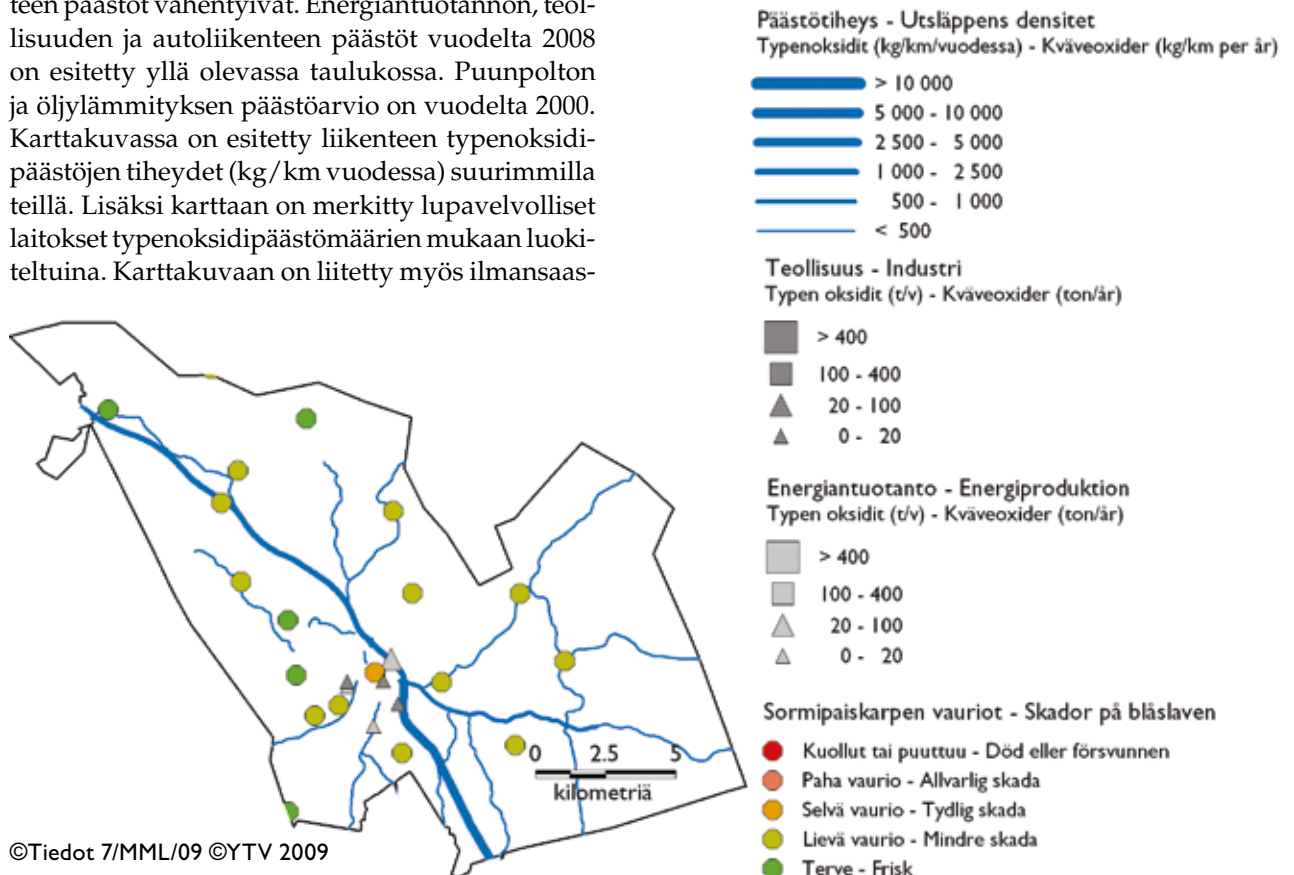 teen päästöt vähentyivät. Energiantuotannon, teol-
lisuuden ja autoliikenteen päästöt vuodelta 2008
on esitetty yllä olevassa taulukossa. Puunpolton
ja öljylämmityksen päästöarvio on vuodelta 2000.
Karttakuvassa on esitetty liikenteen typenoksidi-
päästöjen tiheydet (kg/km vuodessa) suurimmilla
teillä. Lisäksi karttaan on merkitty lupavelvolliset
laitokset typenoksidipäästömäärien mukaan luoki-
teltuina. Karttakuvaan on liitetty myös ilmansaas-
0 2.5 5
kilometriä
©Tiedot 7/MML/09 ©YTV 2009
Päästötiheys - Utsläppens densitet
Typenoksidit (kg/km/vuodessa) - Kväveoxider (kg/km per år)
> 10 000
5 000 - 10 000
2 500 - 5 000
1 000 - 2 500
500 - 1 000
< 500
Teollisuus - Industri
Typen oksidit (t/v) - Kväveoxider (ton/år)
> 400
100 - 400
20 - 100
0 - 20
Energiantuotanto - Energiproduktion
Typen oksidit (t/v) - Kväveoxider (ton/år)
> 400
100 - 400
20 - 100
0 - 20
Sormipaiskarpen vauriot - Skador på blåslaven
Kuollut tai puuttuu - Död eller försvunnen
Paha vaurio - Allvarlig skada
Selvä vaurio - Tydlig skada
Lievä vaurio - Mindre skada
Terve - Frisk